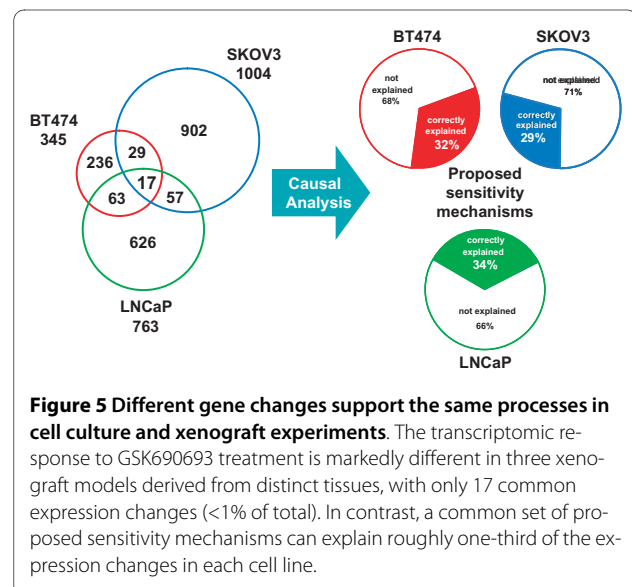 SKOV3
1004
BT474
345
902
236
29
17
63
57
626
LNCaP
763
Causal
Analysis
BT474
not
explained
68%
correctly
explained
32%
SKOV3
not explained
71%
correctly
explained
29%
Proposed
sensitivity
mechanisms
correctly
explained
34%
not explained
66%
LNCaP
Figure 5 Different gene changes support the same processes in
cell culture and xenograft experiments. The transcriptomic re-
sponse to GSK690693 treatment is markedly different in three xeno-
graft models derived from distinct tissues, with only 17 common
expression changes (<1% of total). In contrast, a common set of pro-
posed sensitivity mechanisms can explain roughly one-third of the ex-
pression changes in each cell line.